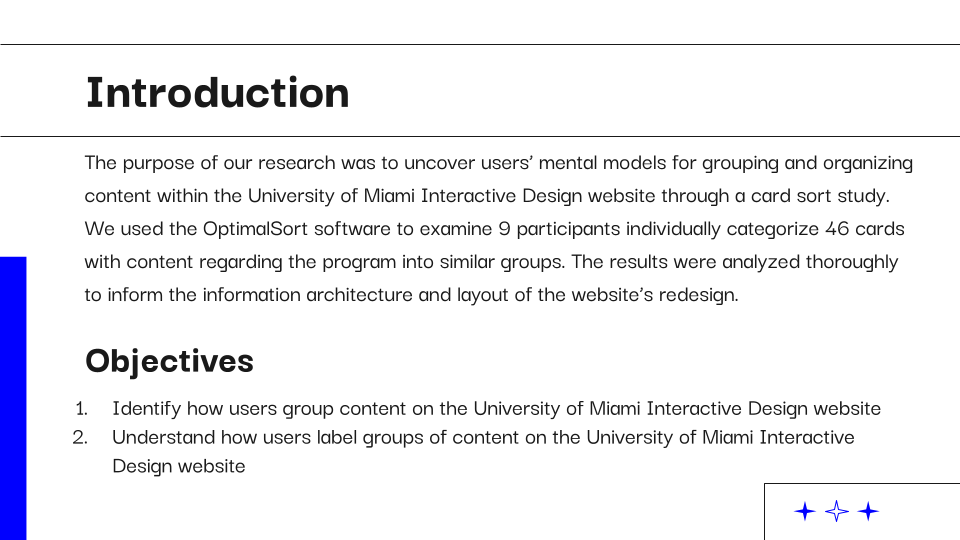 Introduction
The purpose of our research was to uncover users’ mental models for grouping and organizing
content within the University of Miami Interactive Design website through a card sort study.
We used the OptimalSort software to examine 9 participants individually categorize 46 cards
with content regarding the program into similar groups. The results were analyzed thoroughly
to inform the information architecture and layout of the website’s redesign.
Objectives
1. Identify how users group content on the University of Miami Interactive Design website
2. Understand how users label groups of content on the University of Miami Interactive
Design website